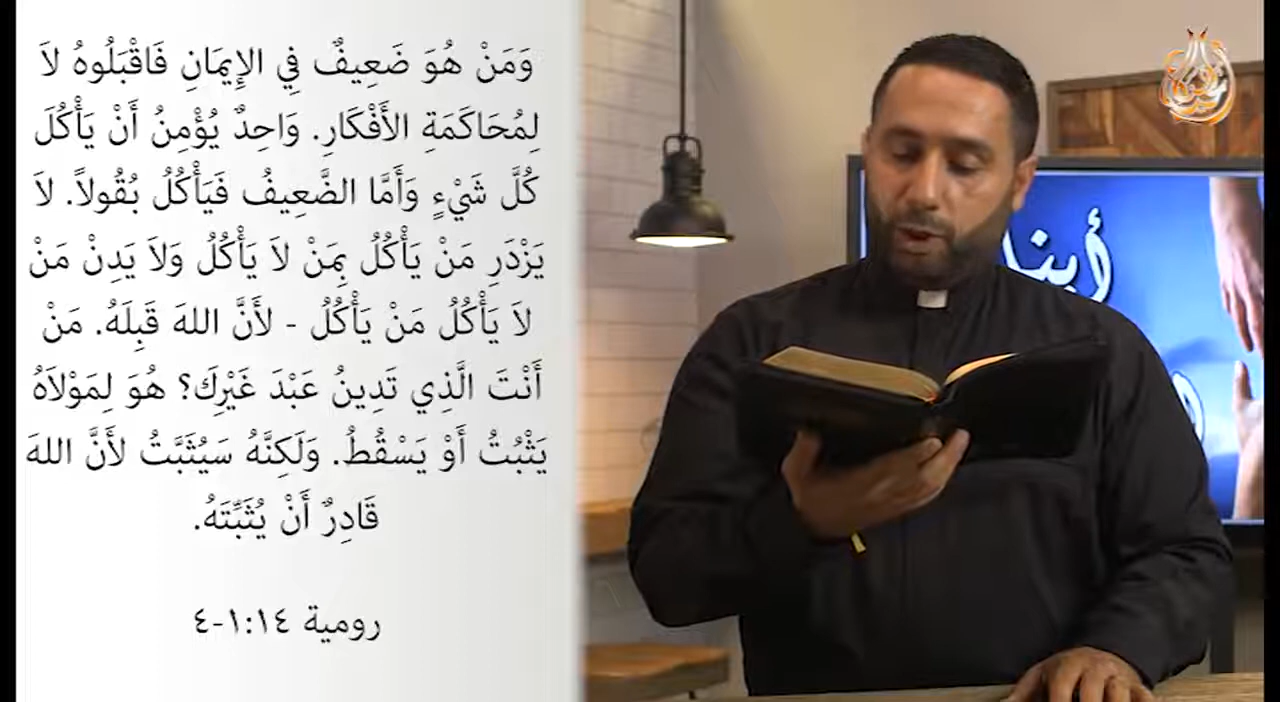 وَمَنْ هُوَ ضَعِيفٌ فِي الإِيمَانِ فَاقْبَلُوهُ لاَ
لِمُحَاكَمَةِ الأَفْكَارِ. وَاحِدٌ يُؤْمِنُ أَنْ يَأْكُلَ
كُلَّ شَيْءٍ وَأَمَّا الضَّعِيفُ فَيَأْكُلُ بُقُولاً. لاَ
يَزْدَرِ مَنْ يَأْكُلُ بِمَنْ لاَ يَأْكُلُ وَلاَ يَدِنْ مَنْ
لاَ يَأْكُلُ مَنْ يَأْكُلُ - لأَنَّ اللهَ قَبِلَهُ. مَنْ
أَنْتَ الَّذِي تَدِينُ عَبْدَ غَيْرِكَ؟ هُوَ لِمَوْلاَهُ
يَثْبُتُ أَوْ يَسْقُطُ. وَلَكِنَّهُ سَيُثَبَّتُ لأَنَّ اللهَ
قَادِرٌ أَنْ يُثَبِّتَهُ.
رومية ١:١٤-٤